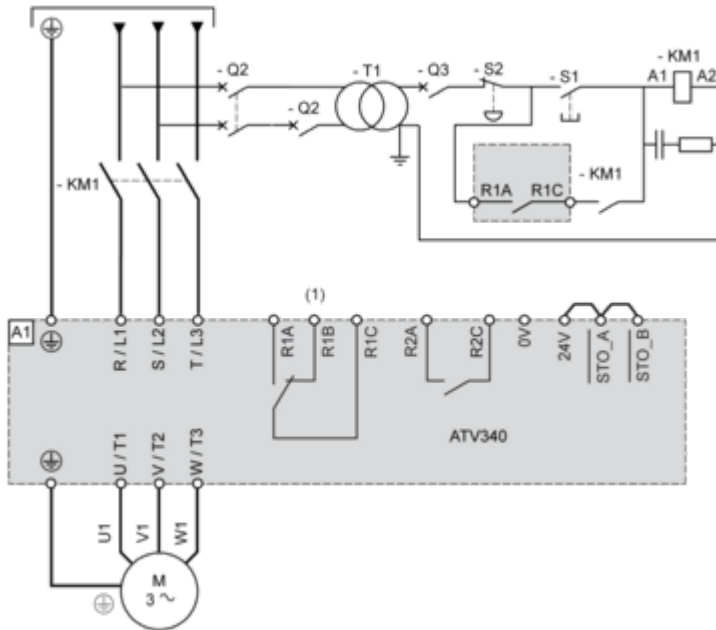 - Q2
- T1
- Q3
- S2
- S1
- KM1
A1
A2
- Q2
- KM1
R1A
R1C
- KM1
(1)
A1
R / L1
S / L2
T / L3
R1A
R1B
R1C
R2A
R2C
0V
24V
STO_A
STO_B
ATV340
U / T1
V / T2
W / T3
U1
V1
W1
M
3 ~